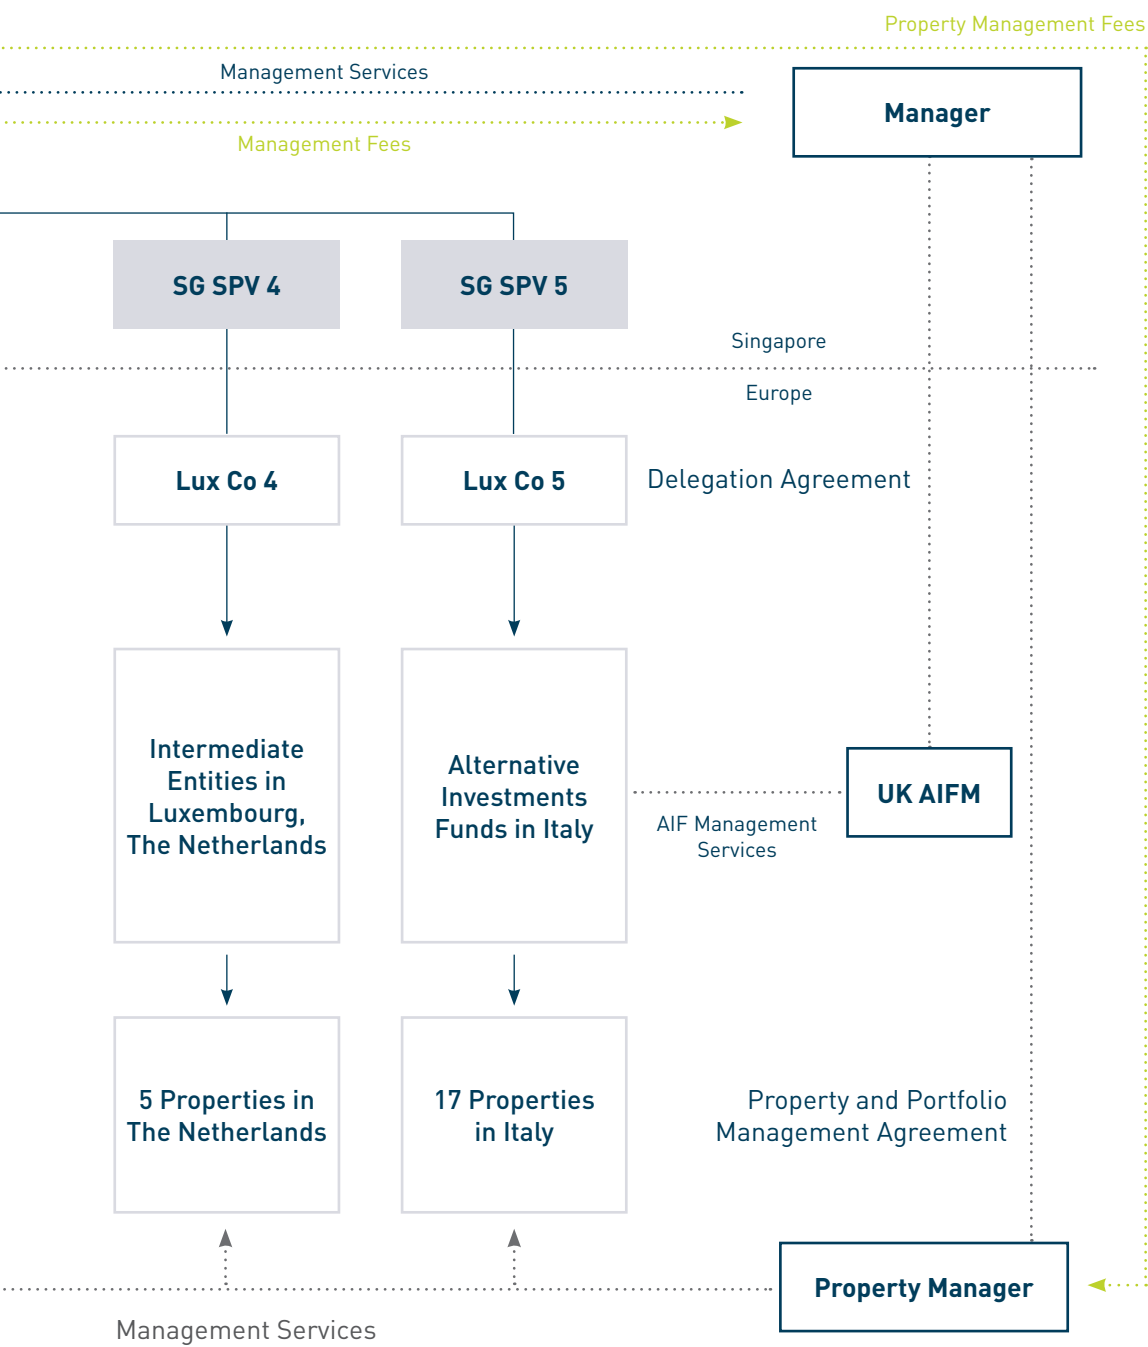 Property Management Fees
Management Services
Manager
Management Fees
SG SPV 4
SG SPV 5
Singapore
Europe
Lux Co 4
Lux Co 5
Delegation Agreement
Intermediate
Entities in
Luxembourg,
The Netherlands
Alternative
Investments
Funds in Italy
UK AIFM
AIF Management
Services
5 Properties in
The Netherlands
17 Properties
in Italy
Property and Portfolio
Management Agreement
Property Manager
Management Services